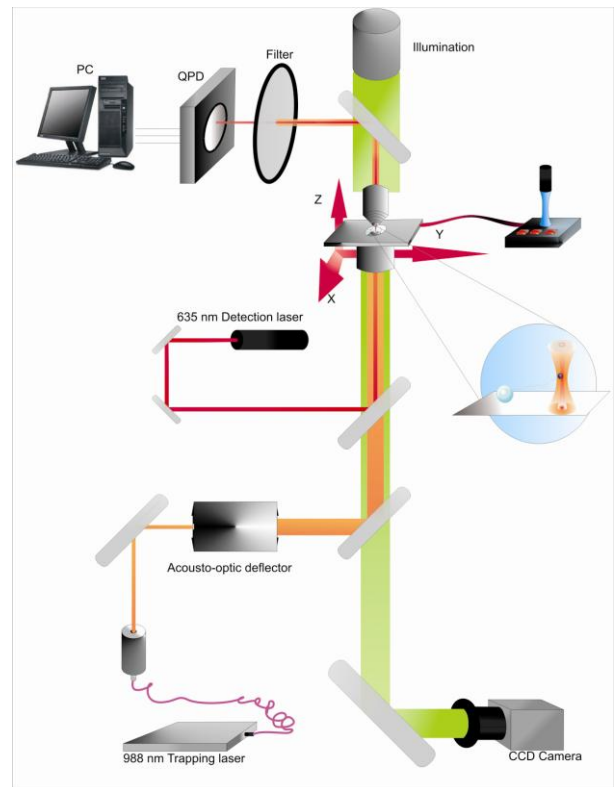 Illumination
Filter
PC
QPD
Z
Y
X
635 nm Detection laser
Acousto-optic deflector
988 nm Trapping laser
CCD Camera